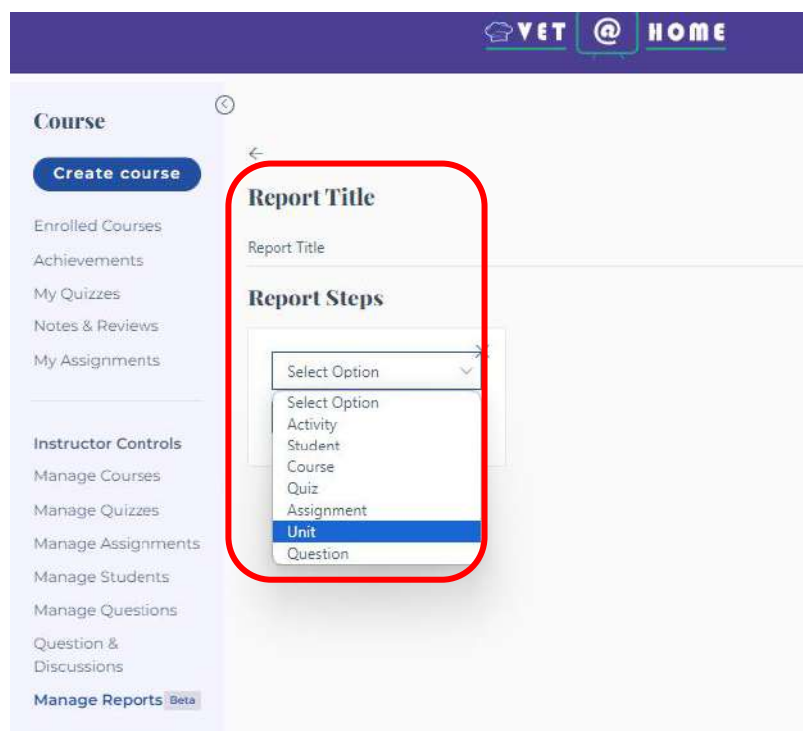 VET @ HOME
Course
Create course
Enrolled Courses
Achievements
My Quizzes
Notes & Reviews
My Assignments
Instructor Controls
Manage Courses
Manage Quizzes
Manage Assignments
Manage Students
Manage Questions
Question &
Discussions
Manage Reports Beta
Report Title
Report Title
Report Steps
Select Option
Select Option
Activity
Student
Course
Quiz
Assignment
Unit
Question